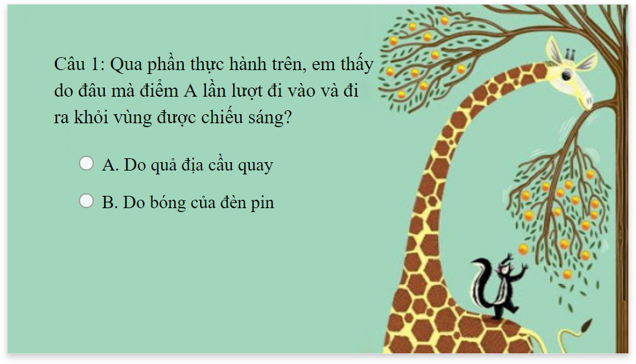 Câu 1: Qua phần thực hành trên, em thấy
do đâu mà điểm A lần lượt đi vào và đi
ra khỏi vùng được chiếu sáng?
A. Do quả địa cầu quay
B. Do bóng của đèn pin